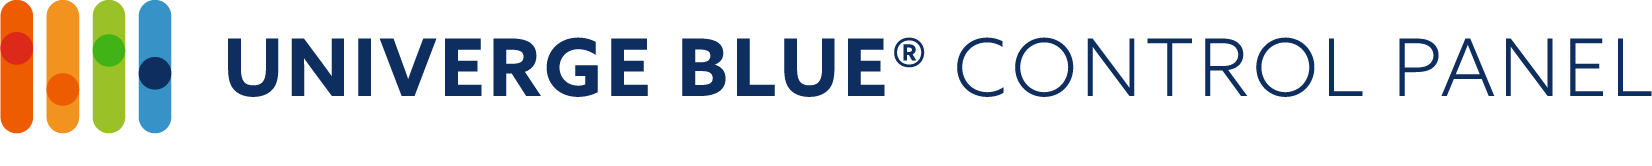 UNIVERGE BLUE® CONTROL PANEL